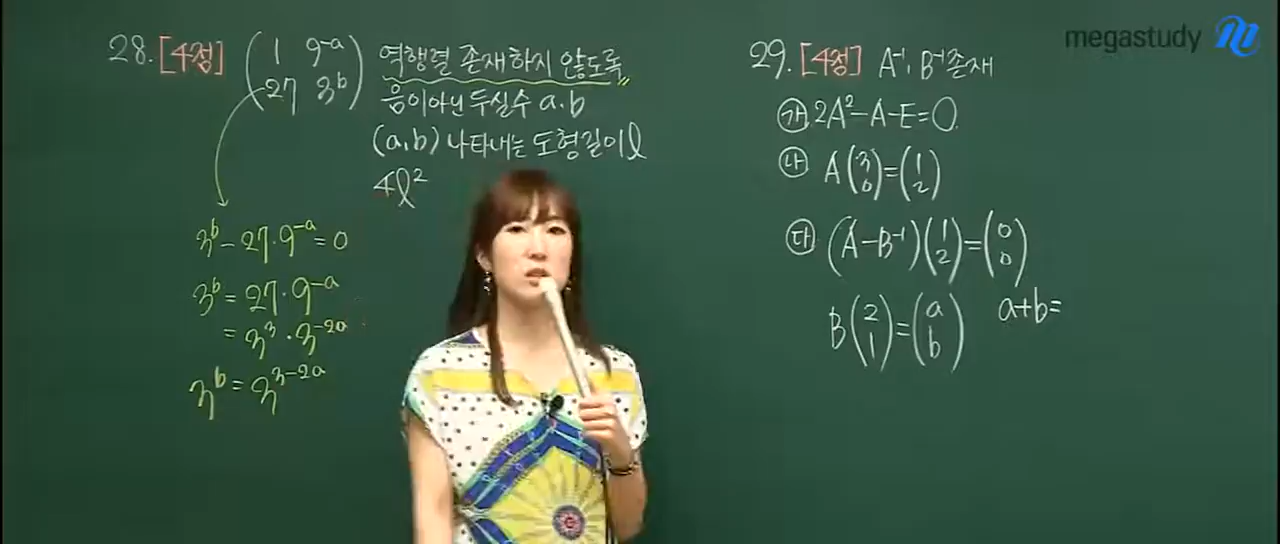 28. [4점] ( 1 9^-a
27 3^b ) 역행렬 존재하지 않도록
음이아닌 두실수 a.b
(a,b) 나타내는 도형길이 l
4l²
3^b - 27·9^-a = 0
3^b = 27·9^-a
= 3^3·3^-2a
3^b = 3^3-2a
megastudy
29. [4점] A^-1, B^-1 존재
㉮ 2A² - A - E = O
㉯ A(3 0) = (1 2)
㉰ (A - B^-1)(1 2) = (0 0)
B(2 1) = (a b) a+b=